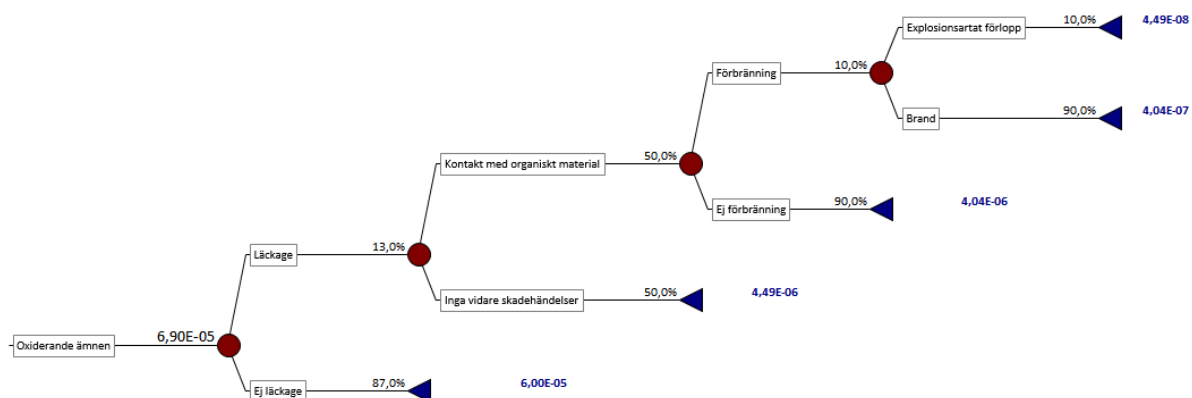 Explosionsartat förlopp 10,0% 4,49E-08
Förbränning 10,0%
Brand 90,0% 4,04E-07
Kontakt med organiskt material 50,0%
Ej förbränning 90,0% 4,04E-06
Läckage 13,0%
Inga vidare skadehändelser 50,0% 4,49E-06
Oxiderande ämnen 6,90E-05
Ej läckage 87,0% 6,00E-05